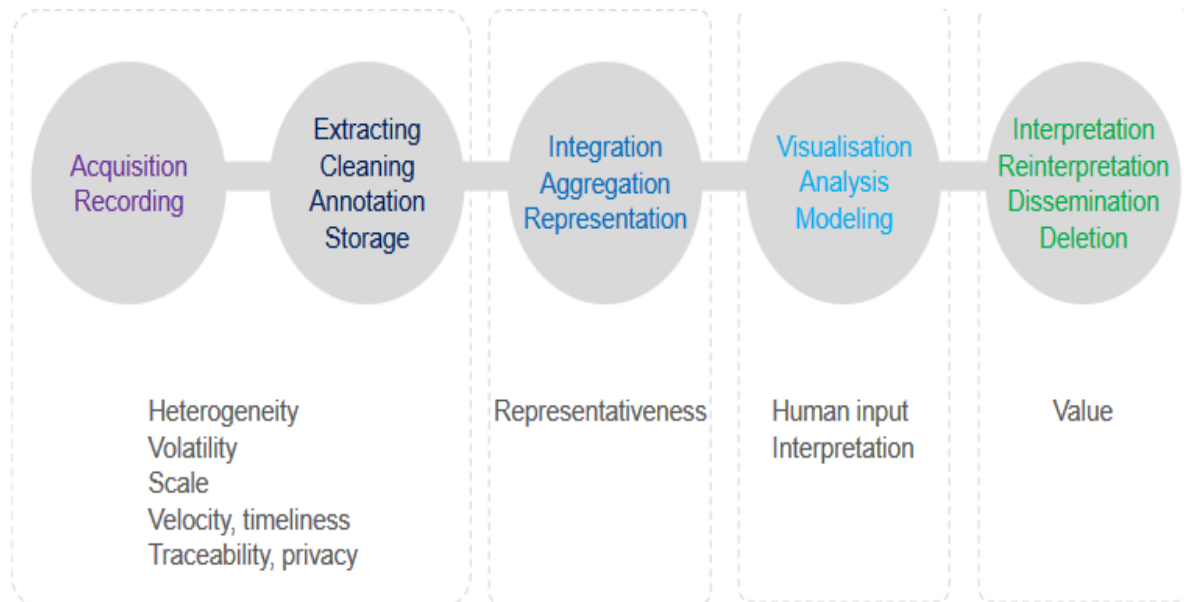 Acquisition
Recording
Extracting
Cleaning
Annotation
Storage
Integration
Aggregation
Representation
Visualisation
Analysis
Modeling
Interpretation
Reinterpretation
Dissemination
Deletion
Heterogeneity
Volatility
Scale
Velocity, timeliness
Traceability, privacy
Representativeness
Human input
Interpretation
Value